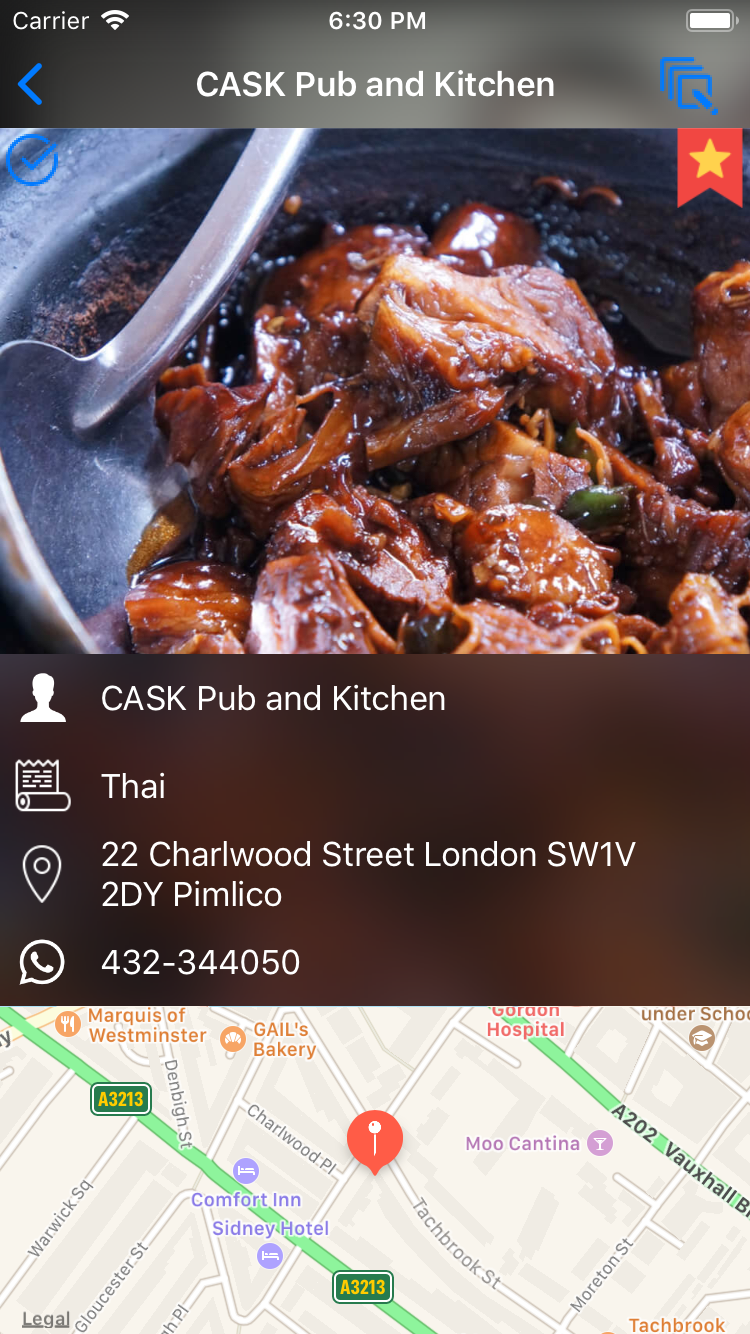 Carrier 6:30 PM
CASK Pub and Kitchen
CASK Pub and Kitchen
Thai
22 Charlwood Street London SW1V
2DY Pimlico
432-344050
Marquis of
Westminster
GAIL's
Bakery
Gordon
Hospital
under Schoo
A3213
Denbigh St
Charlwood Pl
A202
Vauxhall B
Moo Cantina
Comfort Inn
Sidney Hotel
Warwick Sq
Tachbrook St
Gloucester St
Moreton St
A3213
h Pl
Legal
Tachbrook